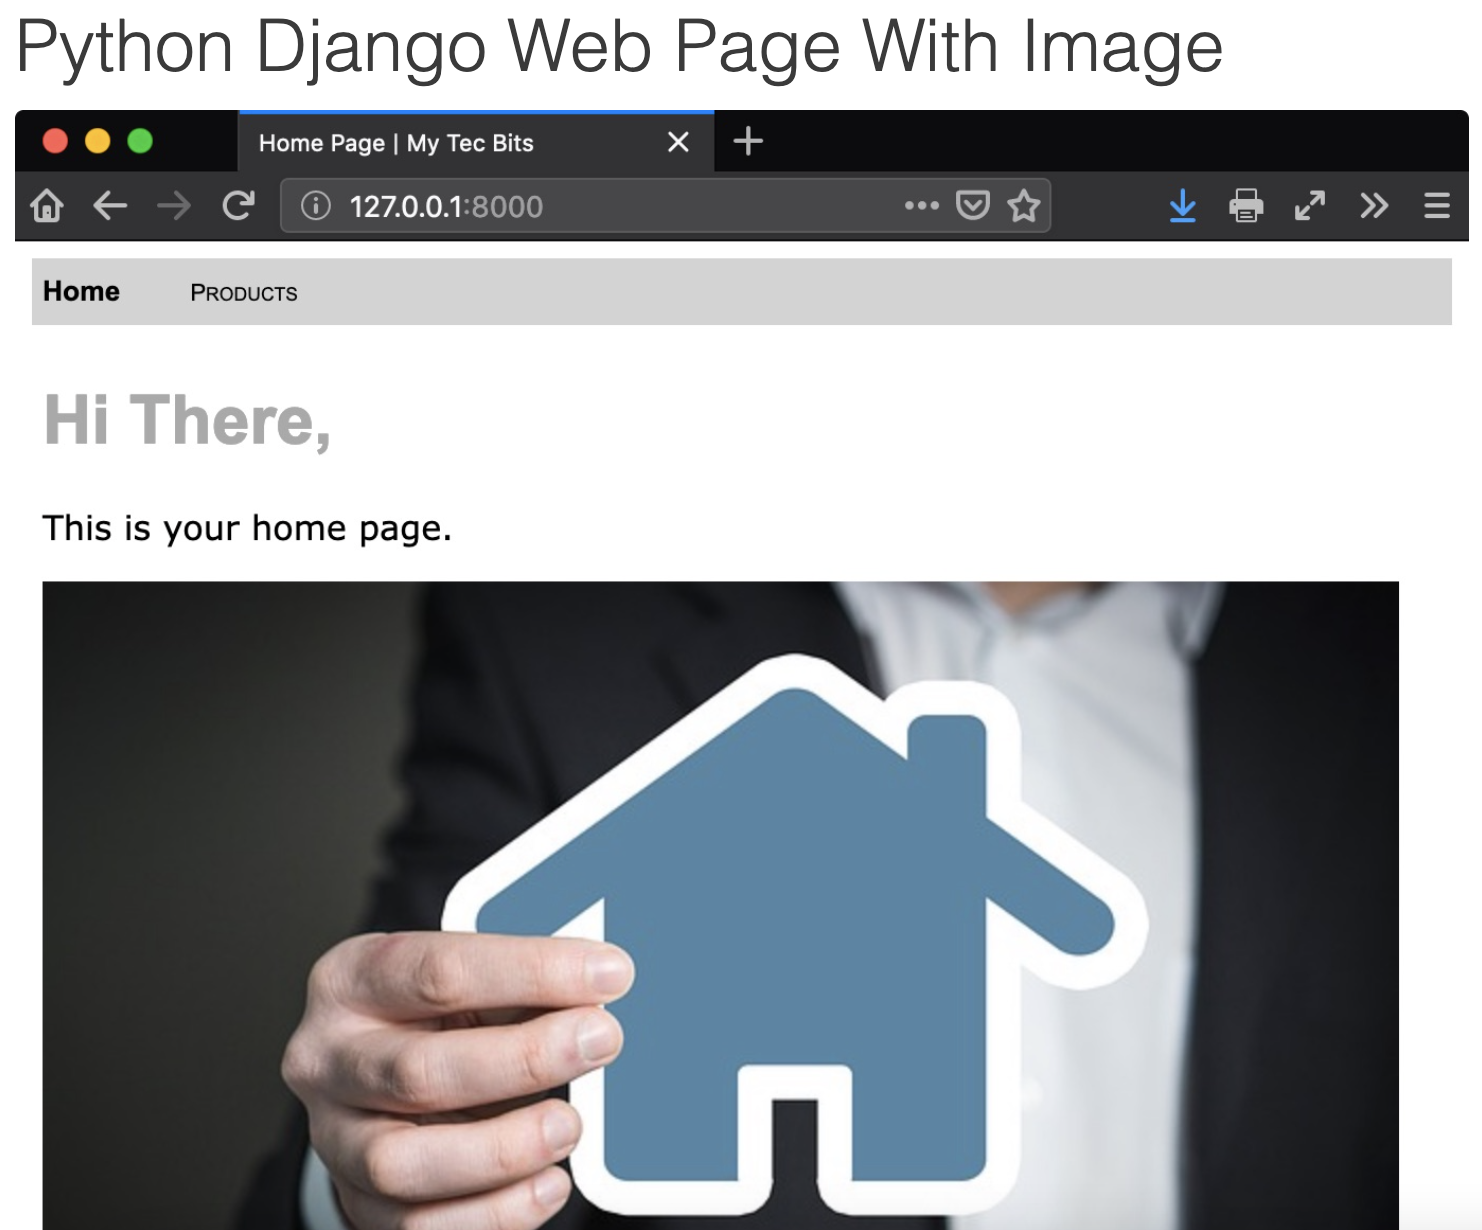 Python Django Web Page With Image
Home Page | My Tec Bits
127.0.0.1:8000
Home PRODUCTS
Hi There,
This is your home page.